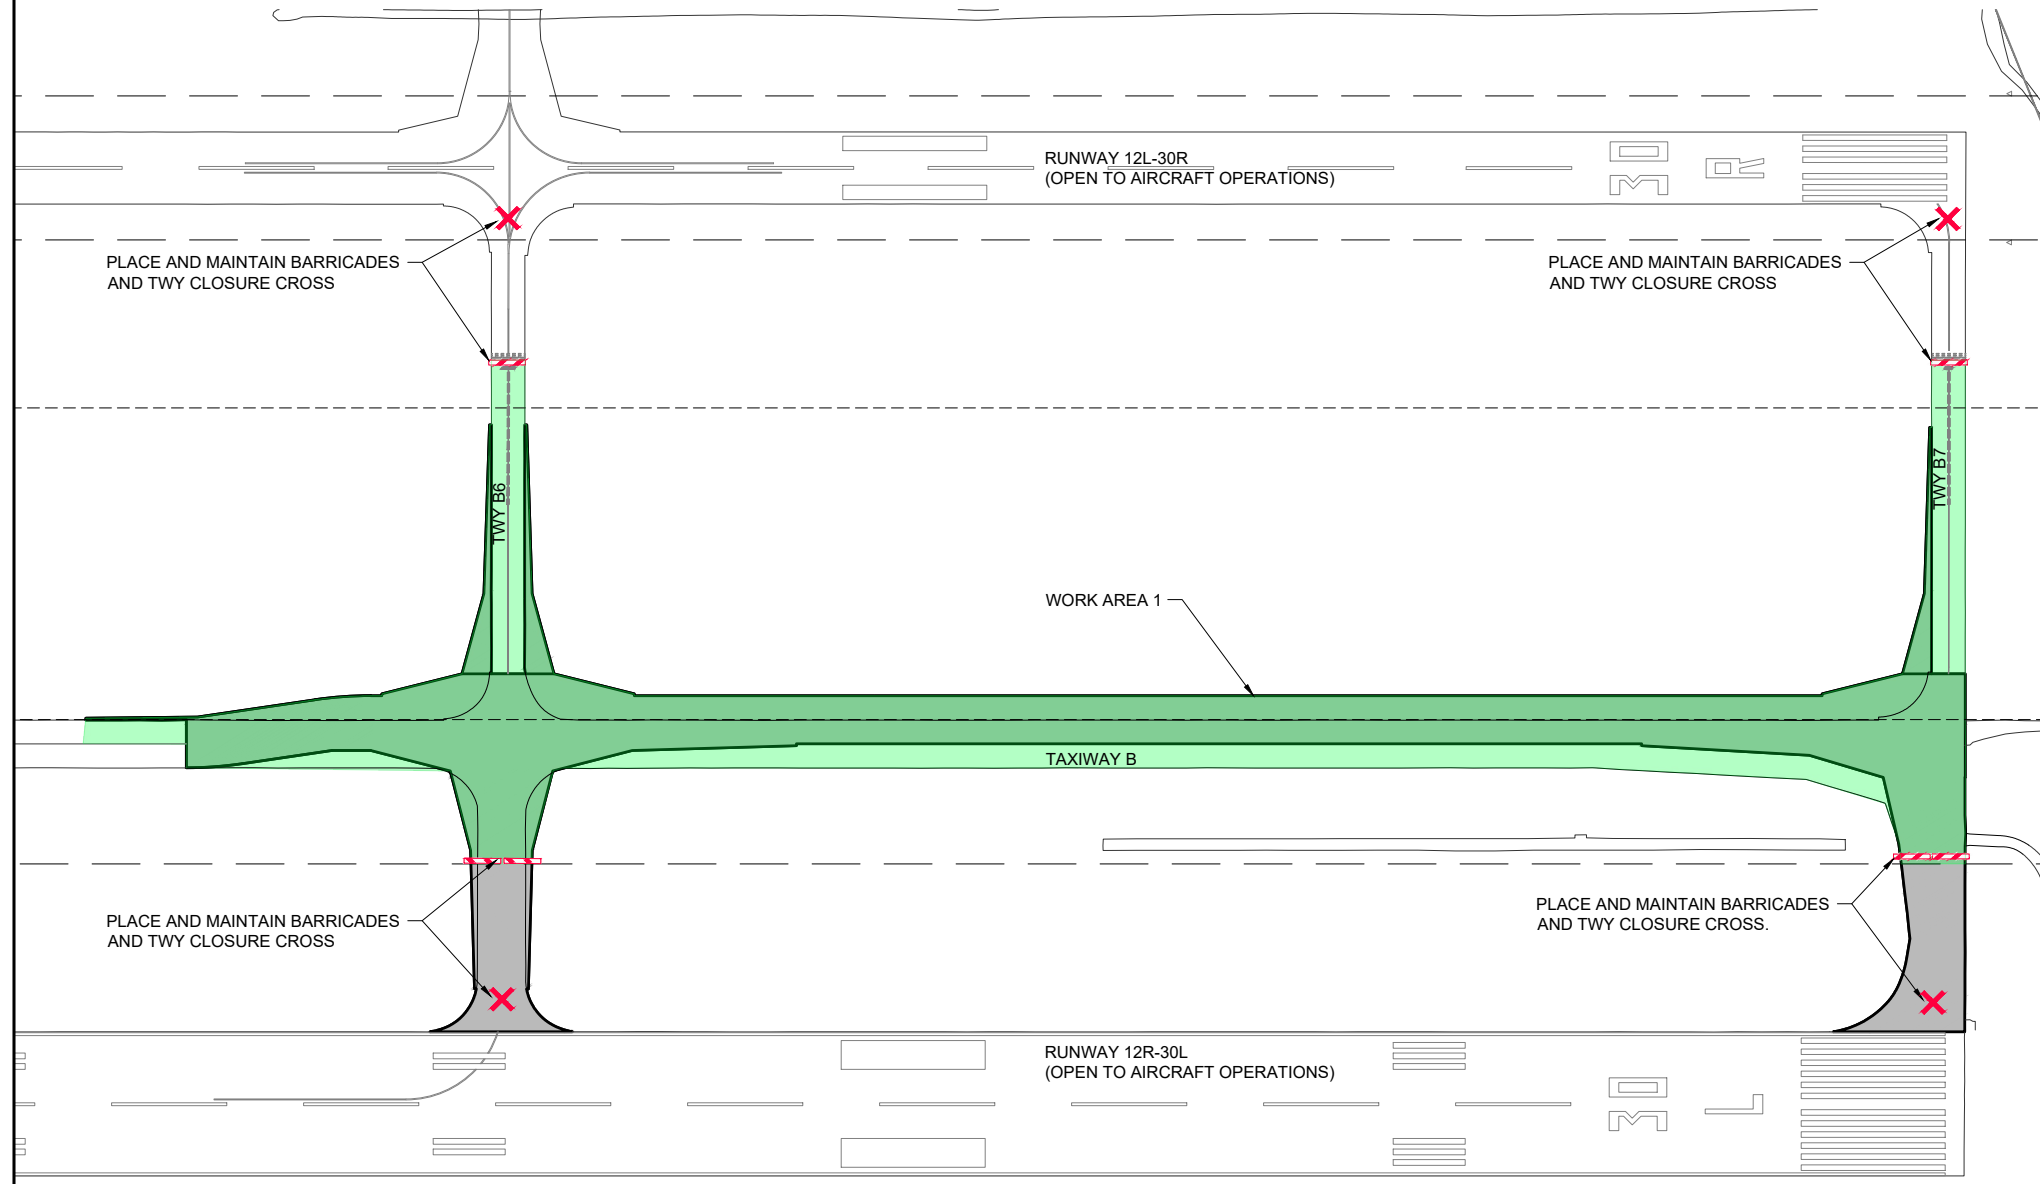 RUNWAY 12L-30R
(OPEN TO AIRCRAFT OPERATIONS)
30
R
PLACE AND MAINTAIN BARRICADES
AND TWY CLOSURE CROSS
PLACE AND MAINTAIN BARRICADES
AND TWY CLOSURE CROSS
TWY B6
TWY B7
WORK AREA 1
TAXIWAY B
PLACE AND MAINTAIN BARRICADES
AND TWY CLOSURE CROSS
PLACE AND MAINTAIN BARRICADES
AND TWY CLOSURE CROSS.
RUNWAY 12R-30L
(OPEN TO AIRCRAFT OPERATIONS)
30
L